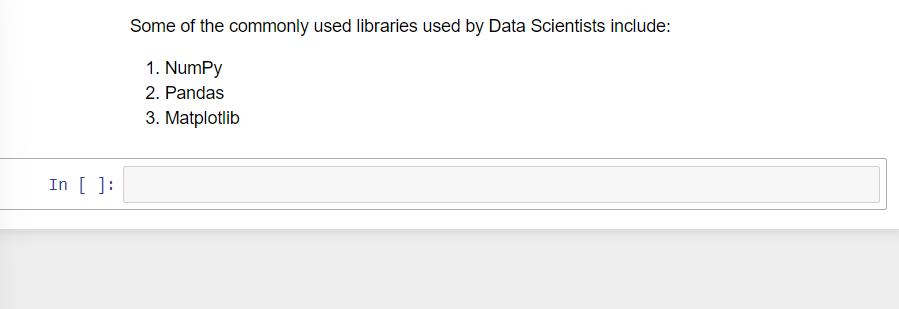 Some of the commonly used libraries used by Data Scientists include:
1. NumPy
2. Pandas
3. Matplotlib
In [ ]: